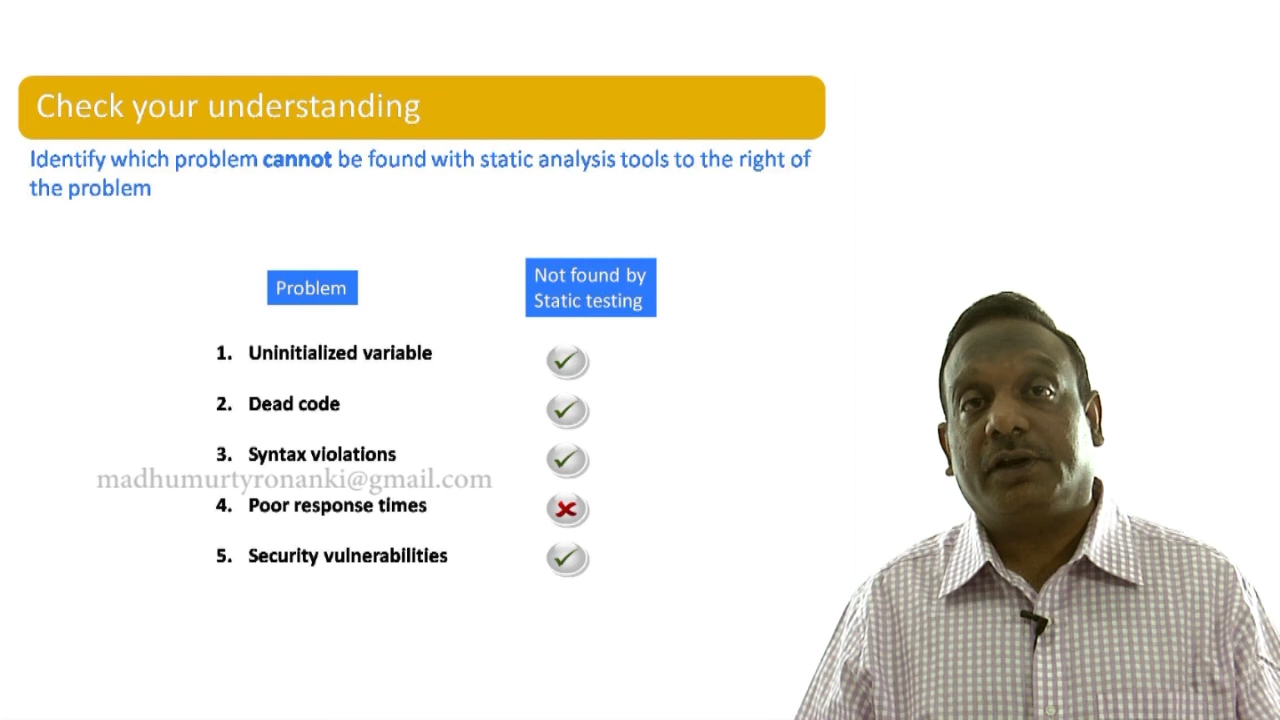 Check your understanding
Identify which problem cannot be found with static analysis tools to the right of
the problem
Problem
Not found by
Static testing
1. Uninitialized variable
2. Dead code
3. Syntax violations
madhumurtyronanki@gmail.com
4. Poor response times
5. Security vulnerabilities